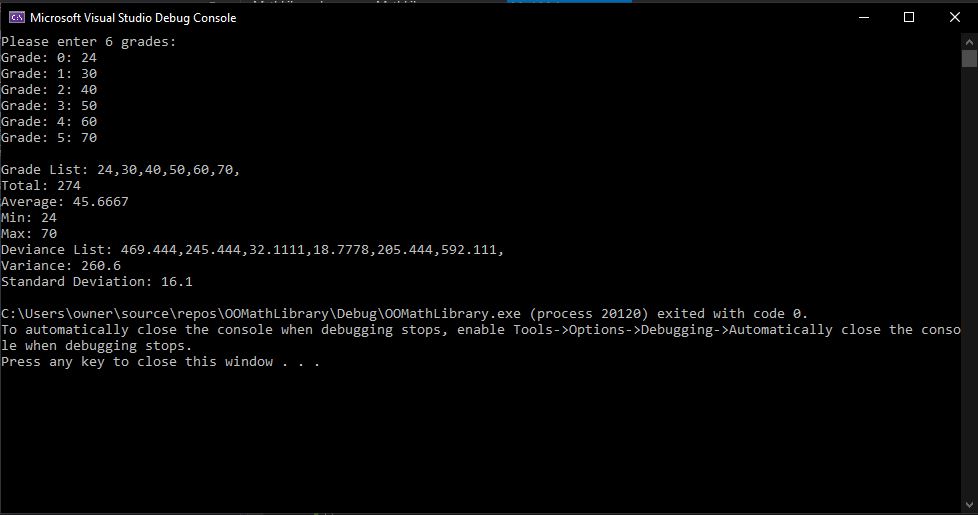 Microsoft Visual Studio Debug Console
Please enter 6 grades:
Grade: 0: 24
Grade: 1: 30
Grade: 2: 40
Grade: 3: 50
Grade: 4: 60
Grade: 5: 70
Grade List: 24,30,40,50,60,70,
Total: 274
Average: 45.6667
Min: 24
Max: 70
Deviance List: 469.444,245.444,32.1111,18.7778,205.444,592.111,
Variance: 260.6
Standard Deviation: 16.1
C:\Users\owner\source\repos\OOMathLibrary\Debug\OOMathLibrary.exe (process 20120) exited with code 0.
To automatically close the console when debugging stops, enable Tools->Options->Debugging->Automatically close the conso
le when debugging stops.
Press any key to close this window . . .